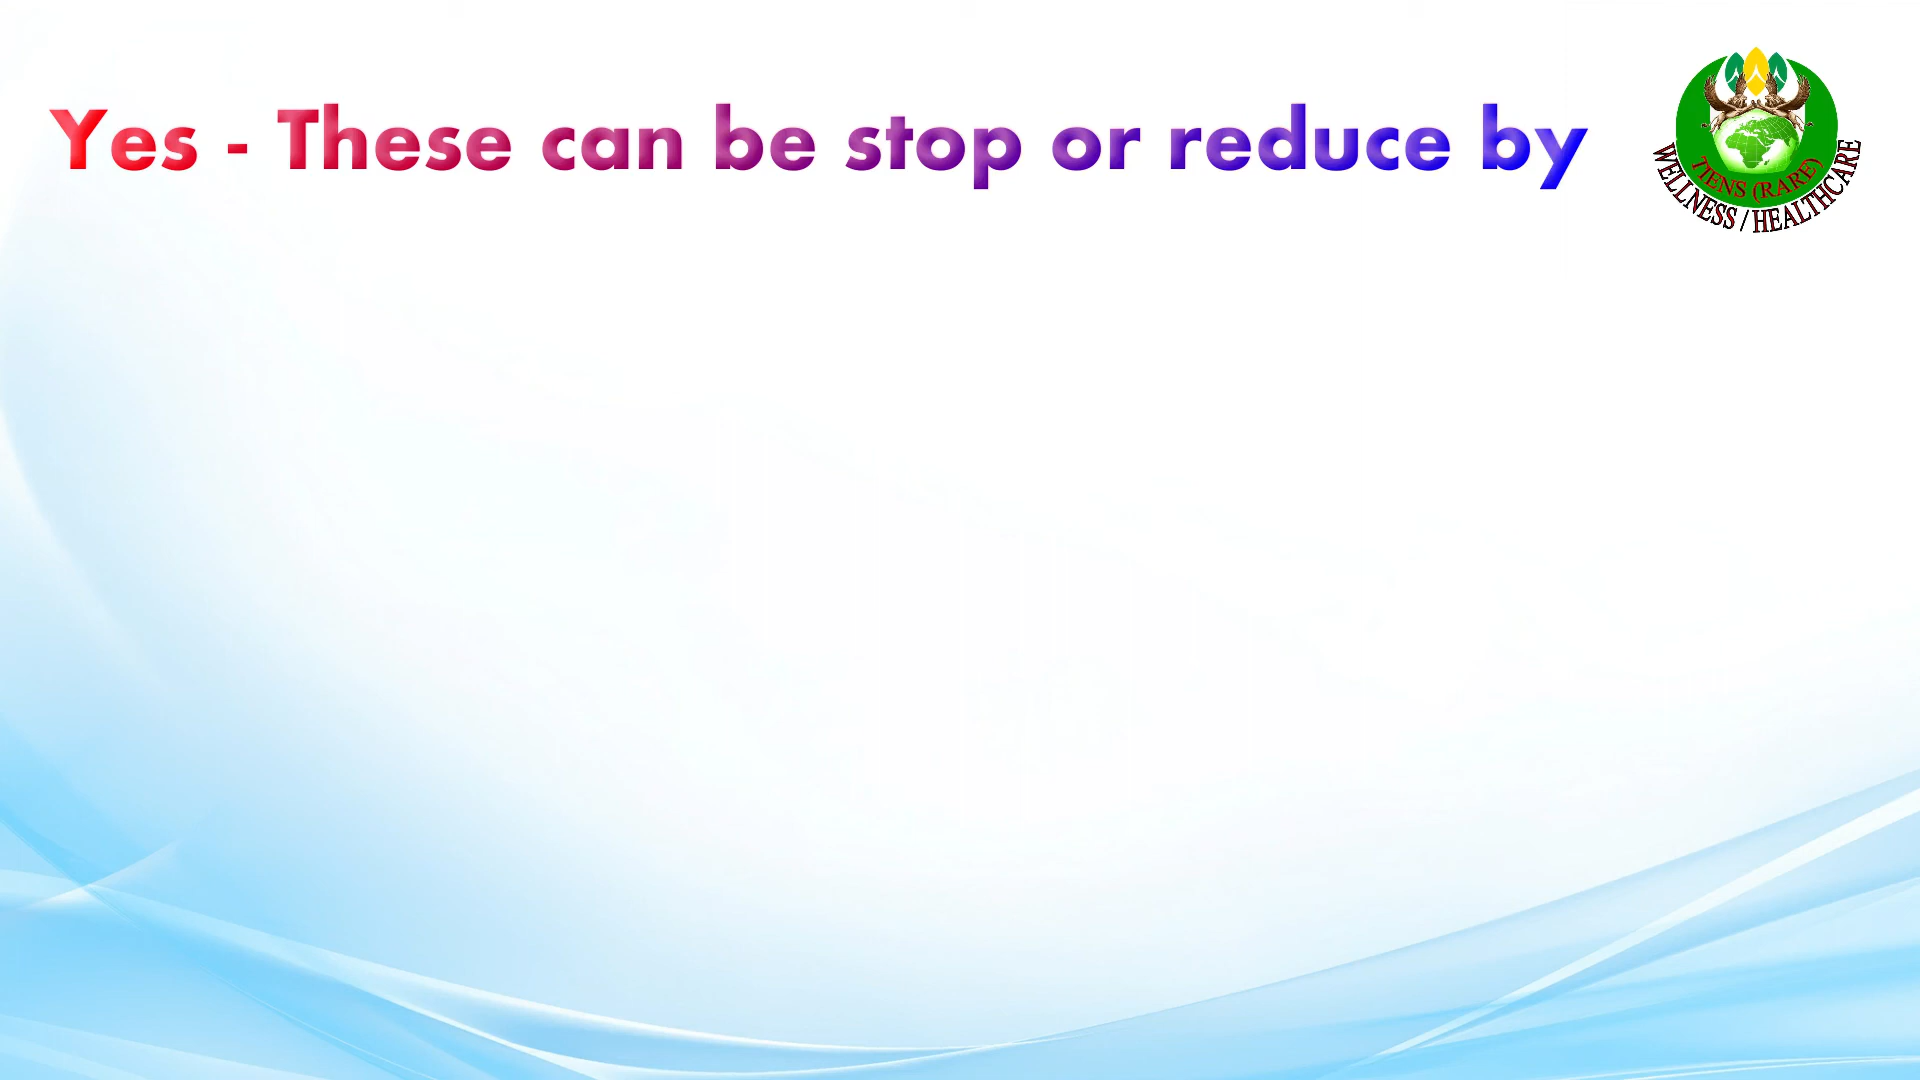 Yes - These can be stop or reduce by
TIENS (RARE)
WELLNESS / HEALTHCARE